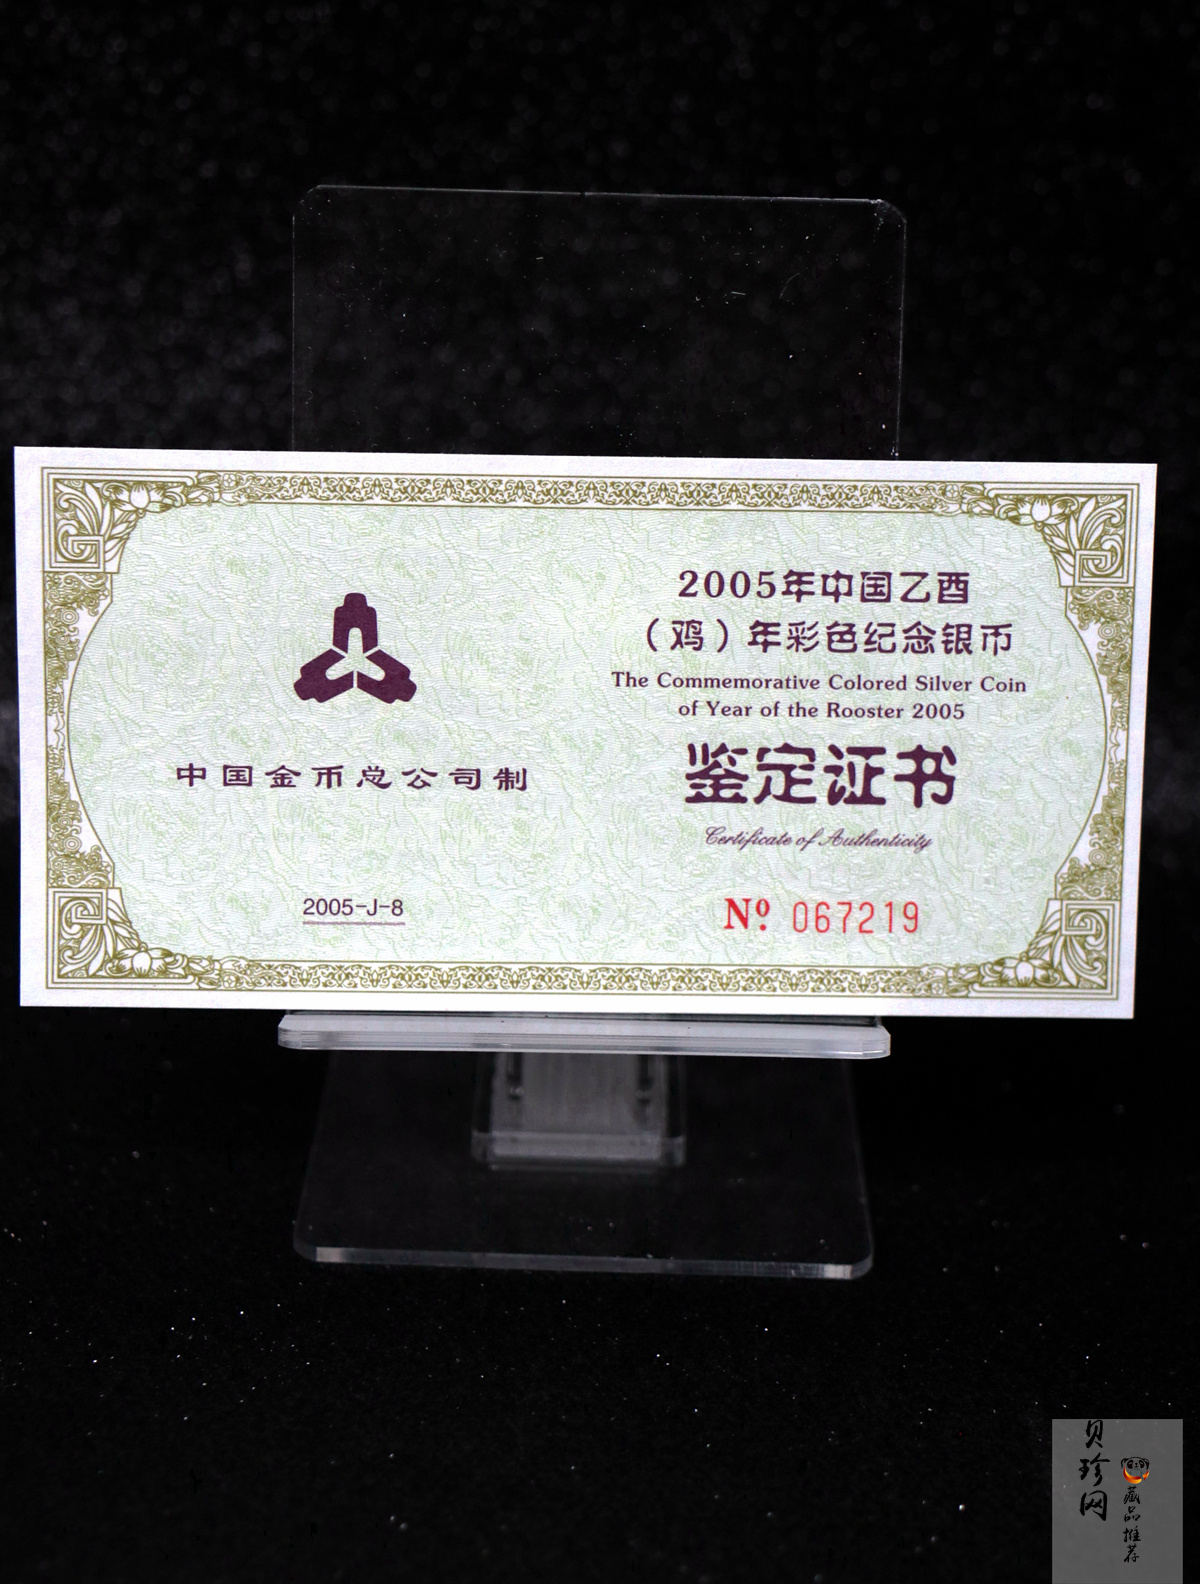 中国金币总公司制
2005-J-8
2005年中国乙酉
（鸡）年彩色纪念银币
The Commemorative Colored Silver Coin
of Year of the Rooster 2005
鉴定证书
Certificate of Authenticity
Nº 067219
贝珍网
藏品推荐